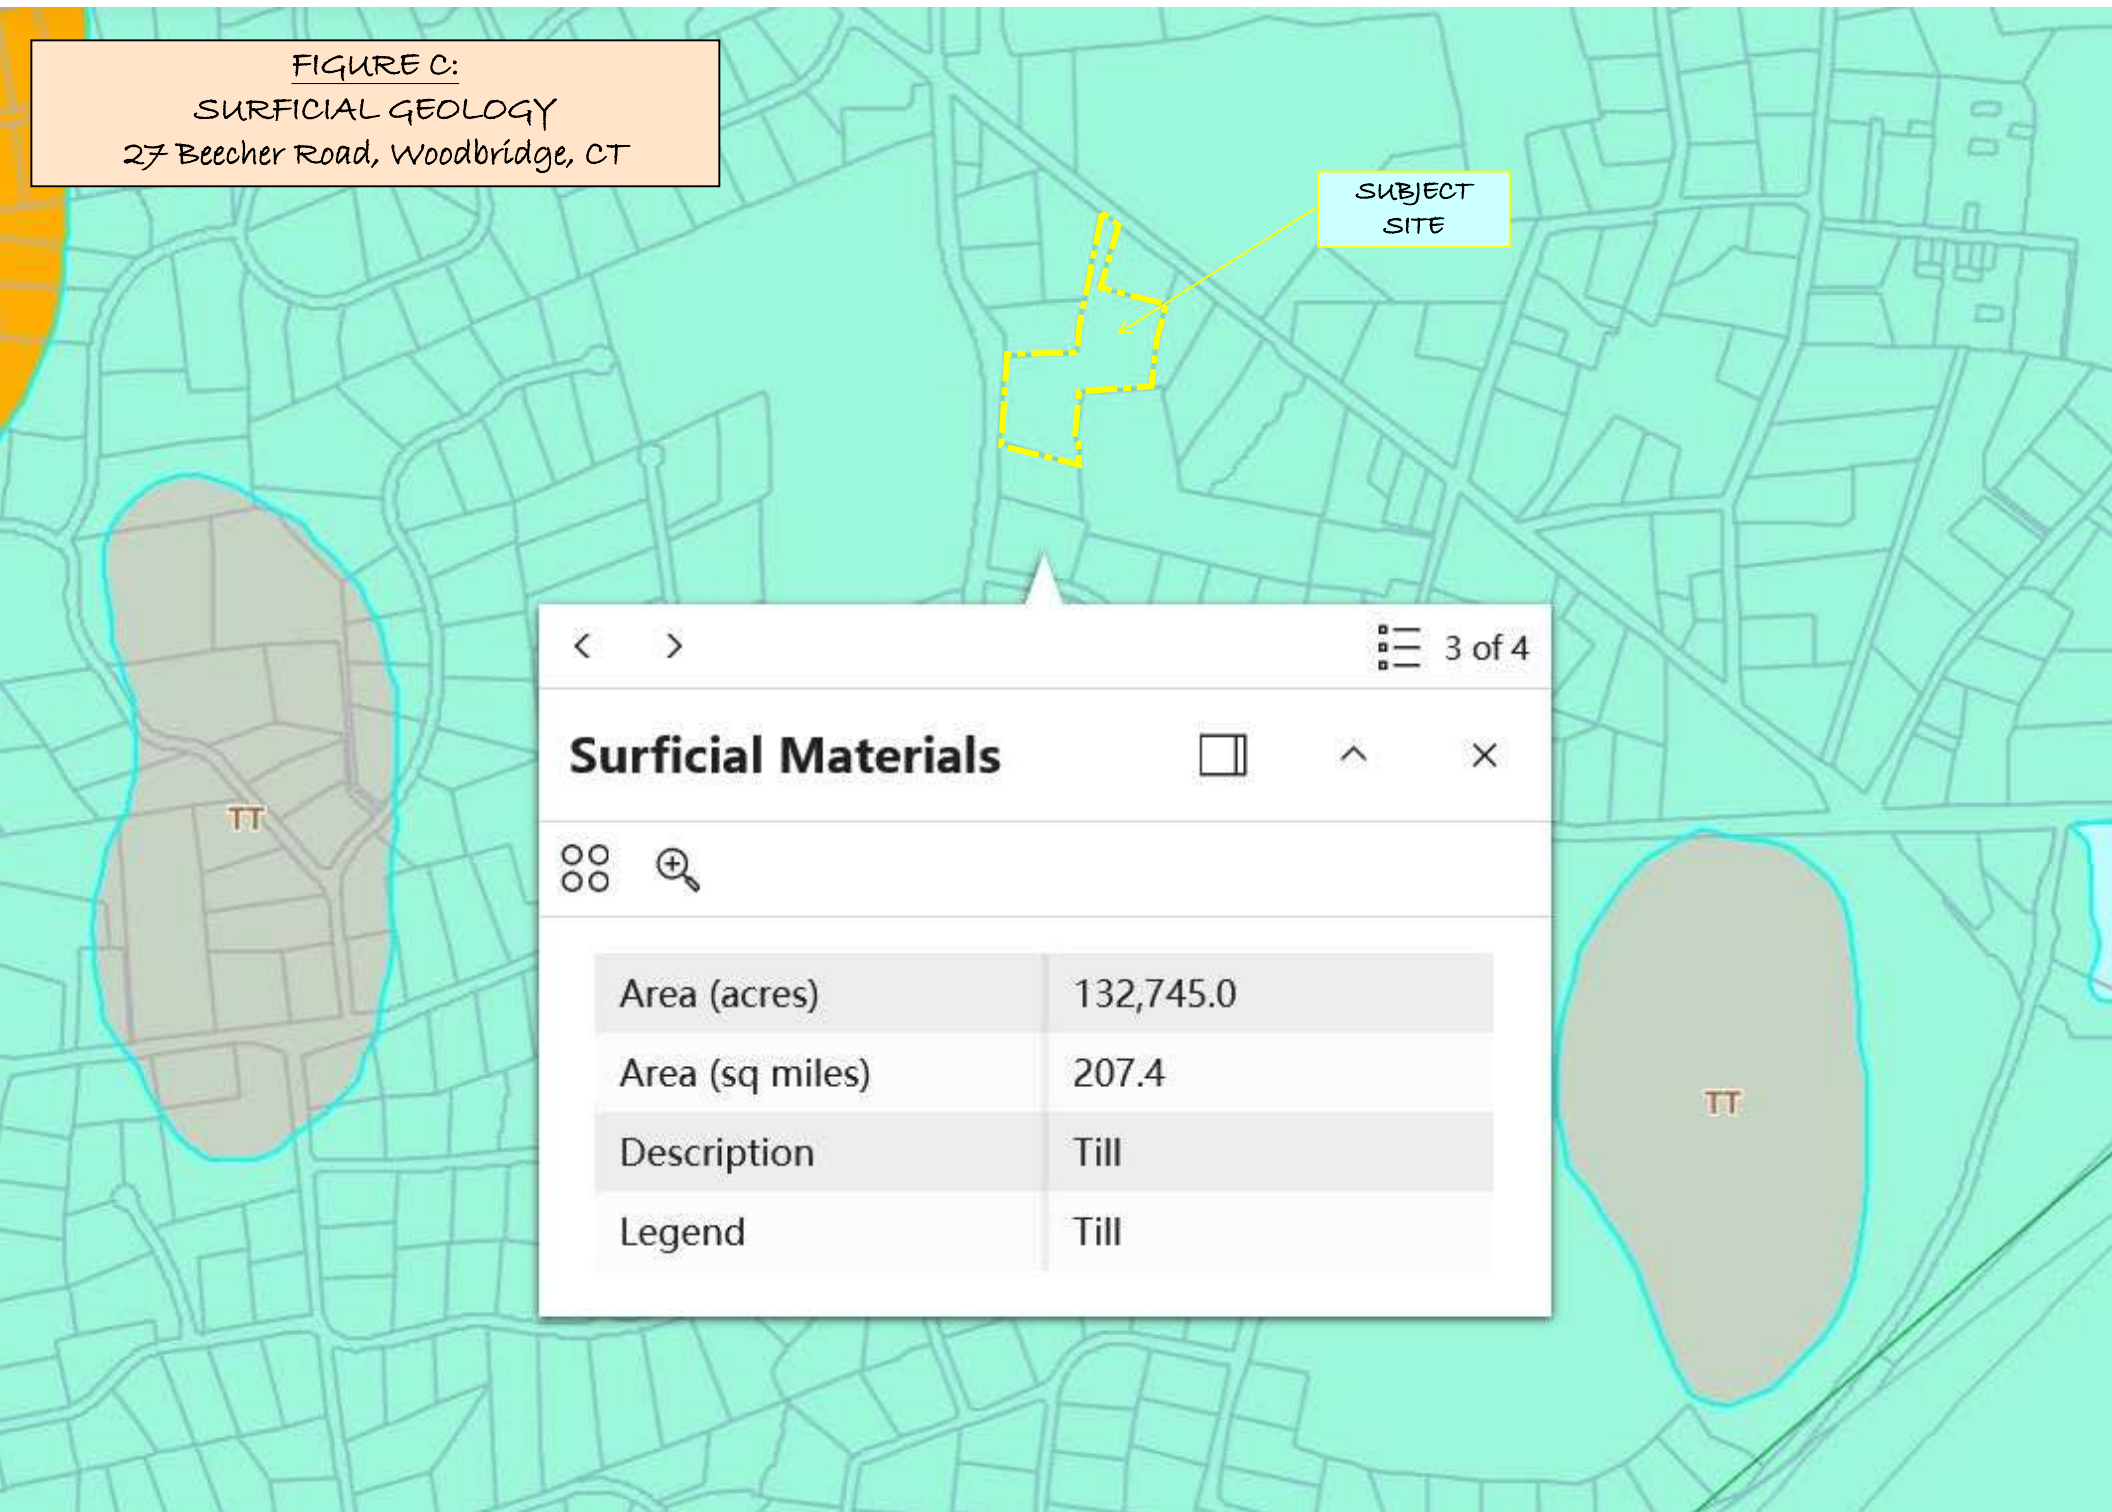 FIGURE C:
SURFICIAL GEOLOGY
27 Beecher Road, Woodbridge, CT
SUBJECT
SITE
3 of 4
Surficial Materials
TT
Area (acres) 132,745.0
Area (sq miles) 207.4
TT
Description Till
Legend Till